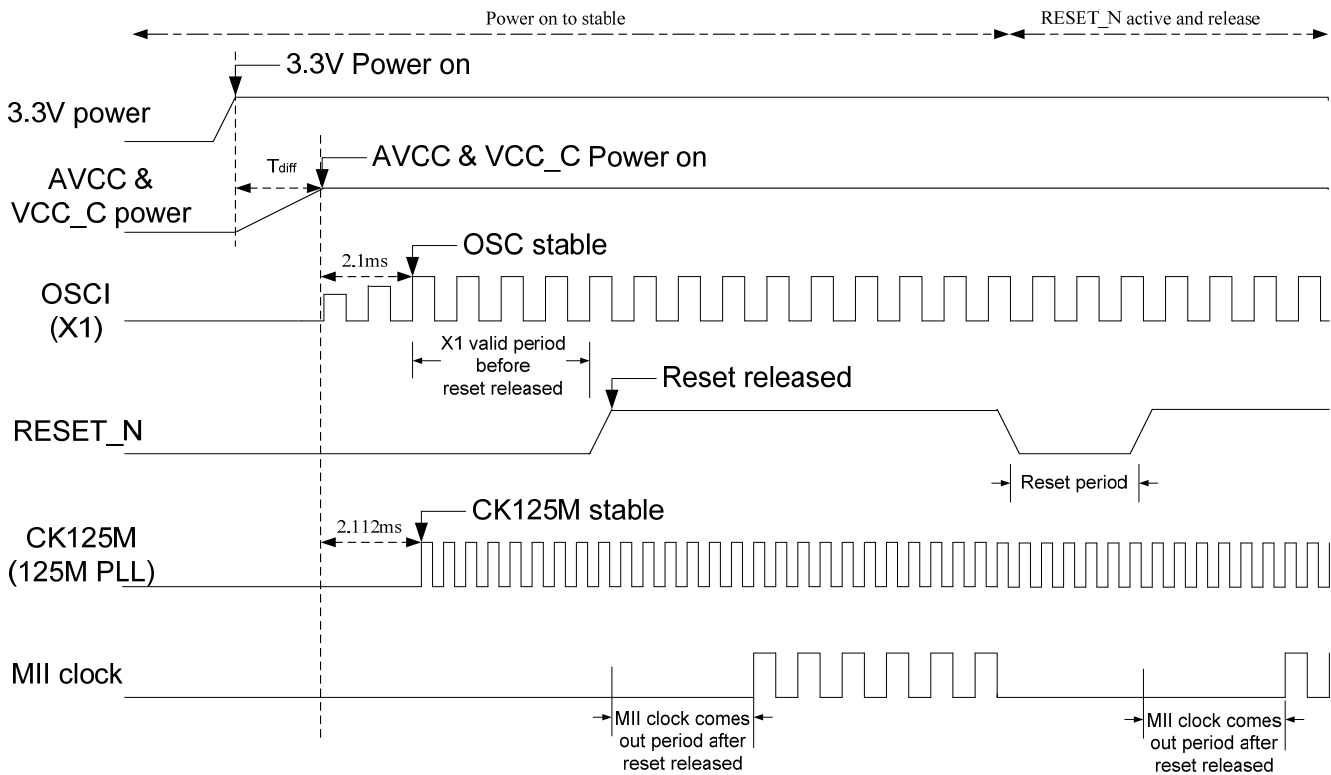 Power on to stable
RESET_N active and release
3.3V Power on
3.3V power
Tdiff
AVCC & VCC_C Power on
AVCC &
VCC_C power
2.1ms
OSC stable
OSCI
(X1)
X1 valid period
before
reset released
Reset released
RESET_N
Reset period
2.112ms
CK125M stable
CK125M
(125M PLL)
MII clock
MII clock comes
out period after
reset released
MII clock comes
out period after
reset released